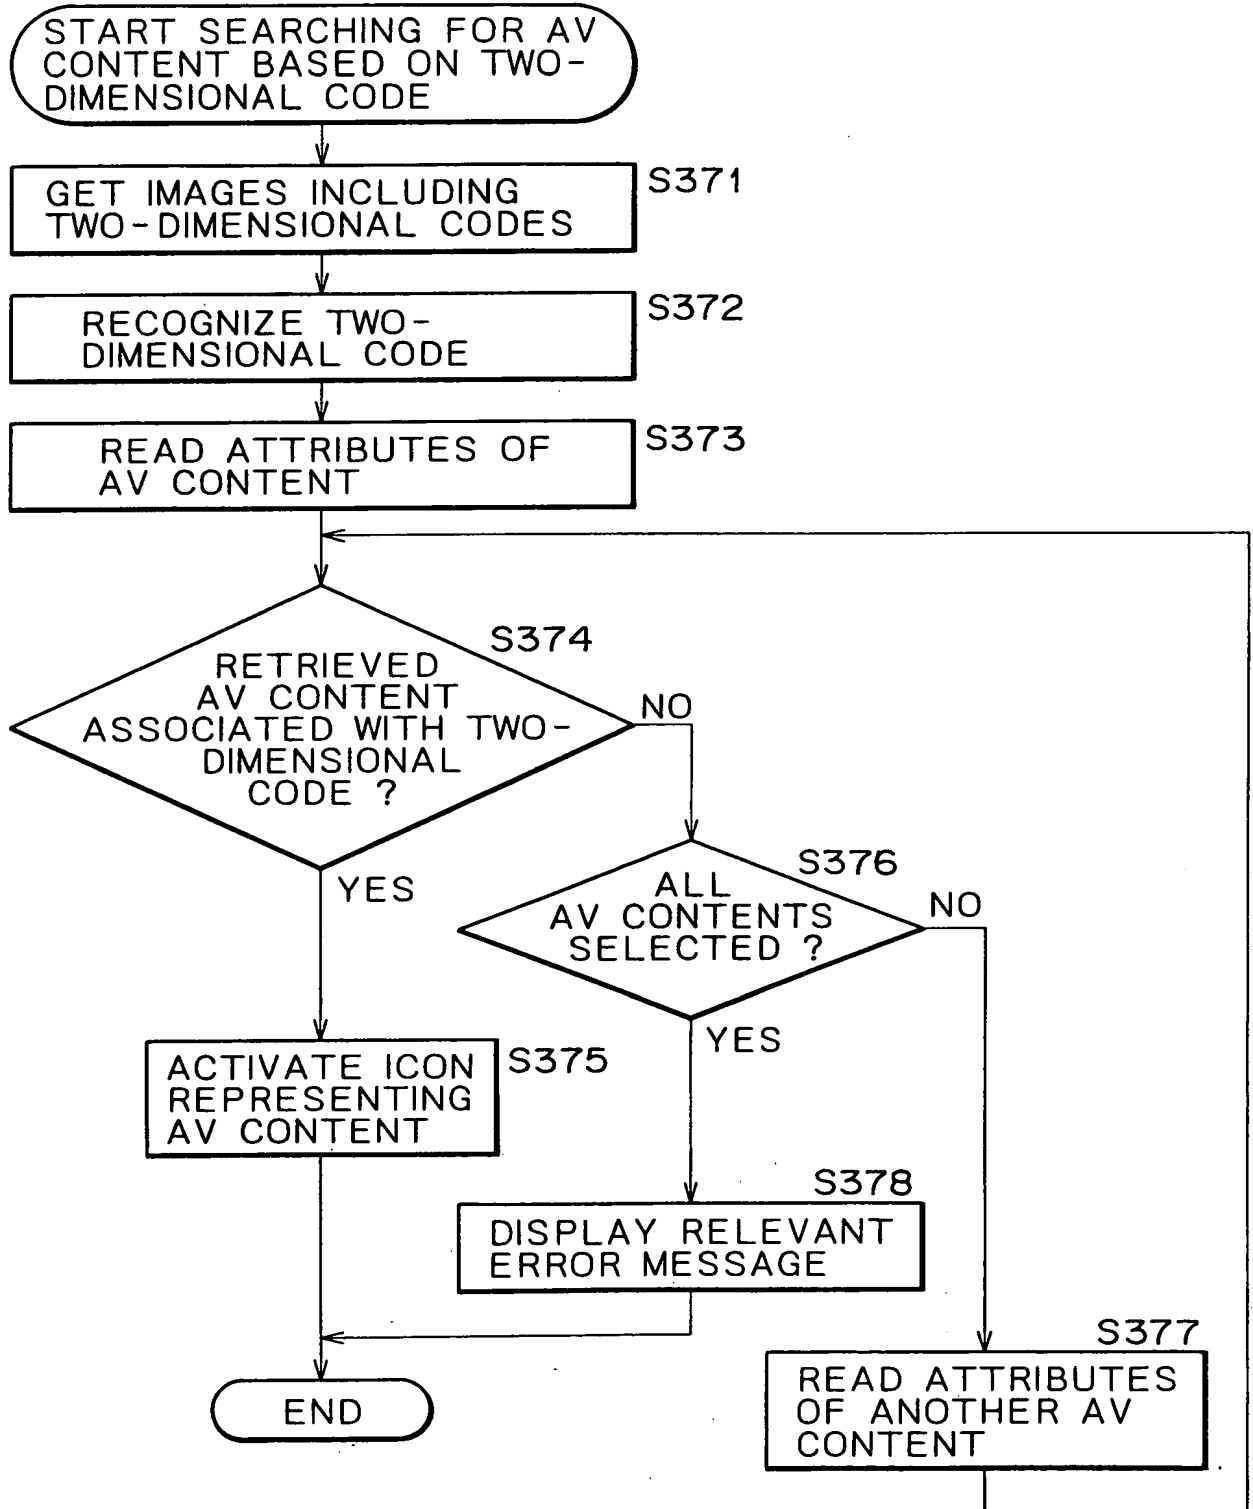 START SEARCHING FOR AV
CONTENT BASED ON TWO-
DIMENSIONAL CODE
S371
GET IMAGES INCLUDING
TWO-DIMENSIONAL CODES
S372
RECOGNIZE TWO-
DIMENSIONAL CODE
S373
READ ATTRIBUTES OF
AV CONTENT
S374
RETRIEVED
AV CONTENT
ASSOCIATED WITH TWO-
DIMENSIONAL
CODE ?
NO
YES
S376
ALL
AV CONTENTS
SELECTED ?
NO
YES
S375
ACTIVATE ICON
REPRESENTING
AV CONTENT
S378
DISPLAY RELEVANT
ERROR MESSAGE
S377
READ ATTRIBUTES
OF ANOTHER AV
CONTENT
END